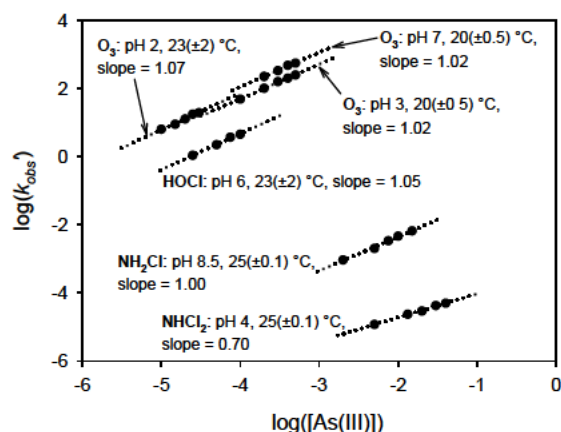 4
2
0
-2
-4
-6
log(kobs')
O3: pH 2, 23(±2) °C,
slope = 1.07
O3: pH 7, 20(±0.5) °C,
slope = 1.02
O3: pH 3, 20(±0 5) °C,
slope = 1.02
HOCl: pH 6, 23(±2) °C, slope = 1.05
NH2Cl: pH 8.5, 25(±0.1) °C,
slope = 1.00
NHCl2: pH 4, 25(±0.1) °C,
slope = 0.70
-6 -5 -4 -3 -2 -1 0
log([As(III)])